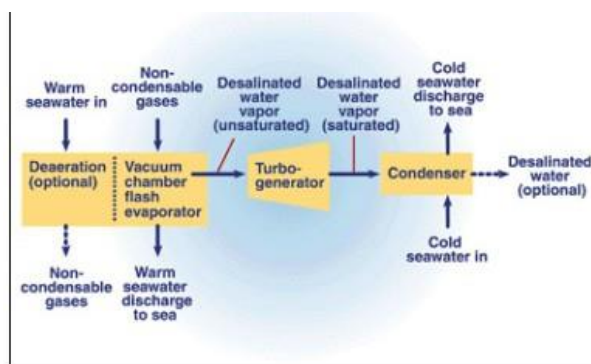 Warm
seawater in
Non-
condensable
gases
Desalinated
water
vapor
(unsaturated)
Desalinated
water
vapor
(saturated)
Cold
seawater
discharge
to sea
Deaeration
(optional)
Vacuum
chamber
flash
evaporator
Turbo-
generator
Condenser
Desalinated
water
(optional)
Non-
condensable
gases
Warm
seawater
discharge
to sea
Cold
seawater in